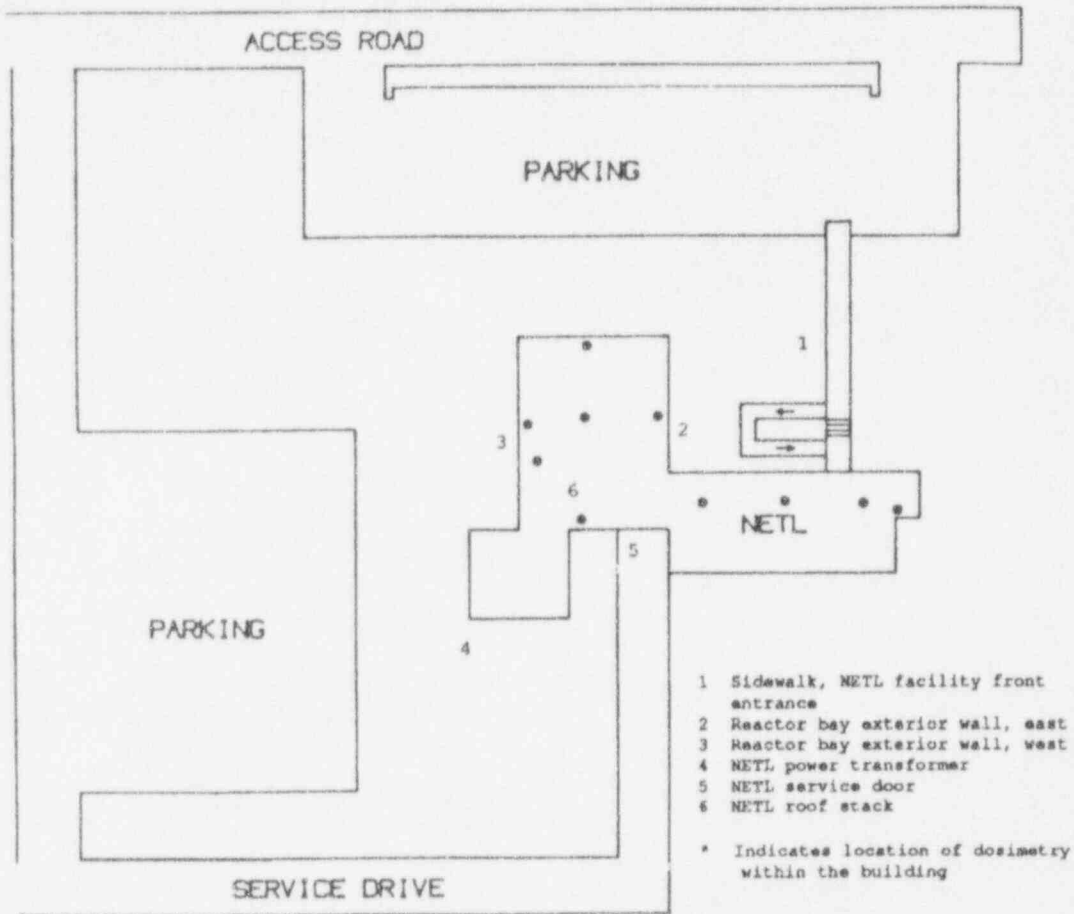 ACCESS ROAD
PARKING
1
3
2
6
NETL
5
PARKING
4
1 Sidewalk, NETL facility front
entrance
2 Reactor bay exterior wall, east
3 Reactor bay exterior wall, west
4 NETL power transformer
5 NETL service door
6 NETL roof stack
* Indicates location of dosimetry
within the building
SERVICE DRIVE